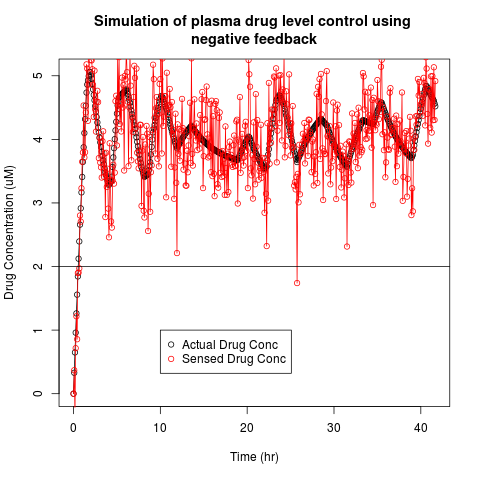 Simulation of plasma drug level control using
negative feedback
Drug Concentration (uM)
5
4
3
2
1
0
Actual Drug Conc
Sensed Drug Conc
0
10
20
30
40
Time (hr)